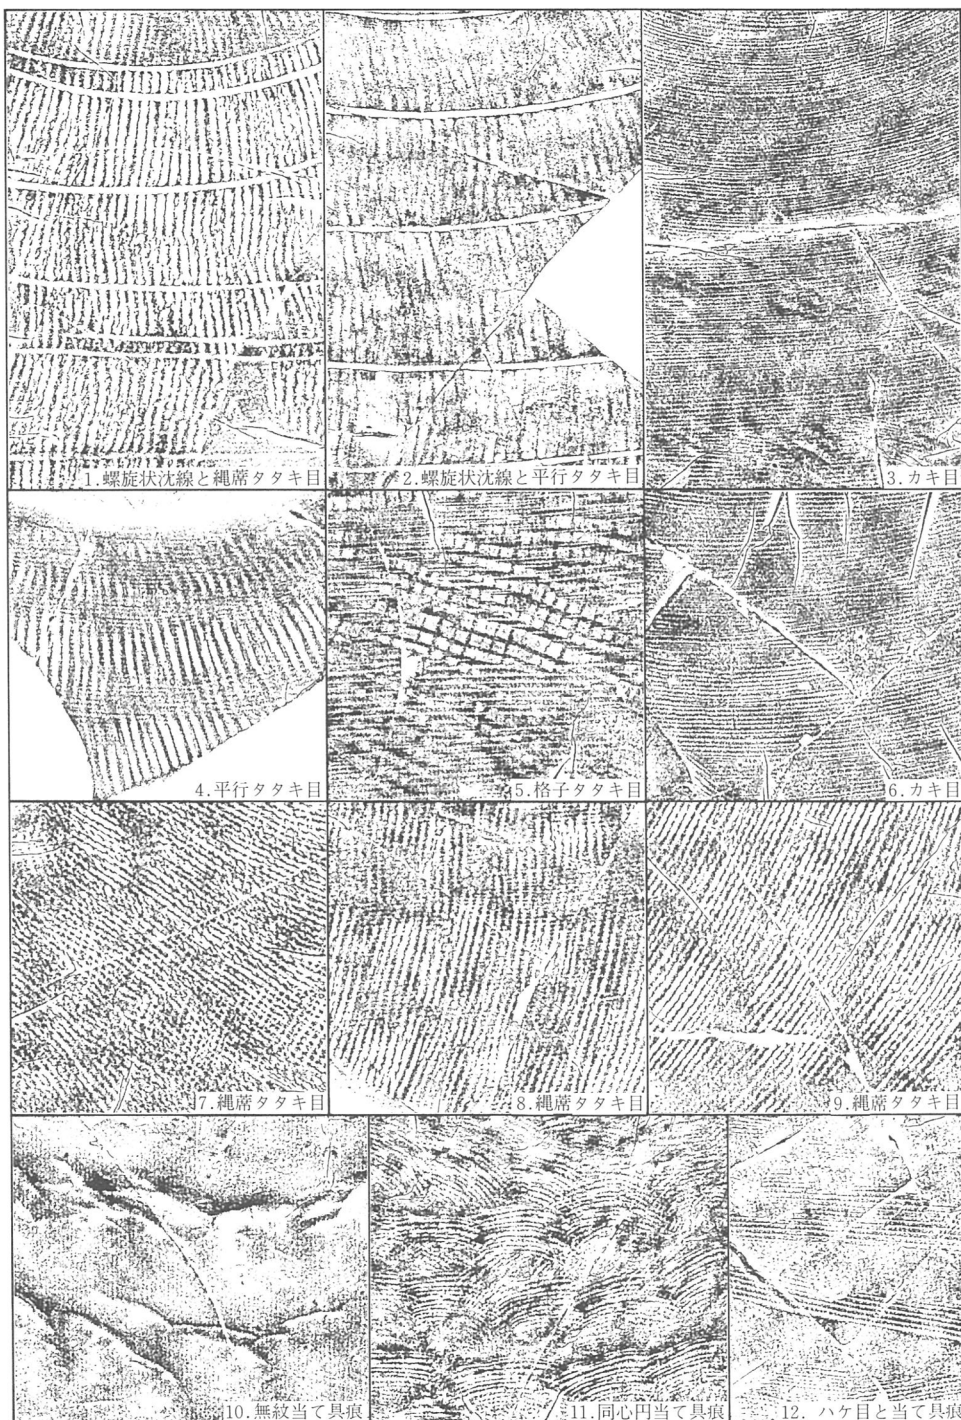 1.螺旋状沈線と縄席タタキ目
2.螺旋状沈線と平行タタキ目
3.カキ目
4.平行タタキ目
5.格子タタキ目
6.カキ目
7.縄席タタキ目
8.縄席タタキ目
9.縄席タタキ目
10.無紋当て具痕
11.同心円当て具痕
12. ハケ目と当て具痕